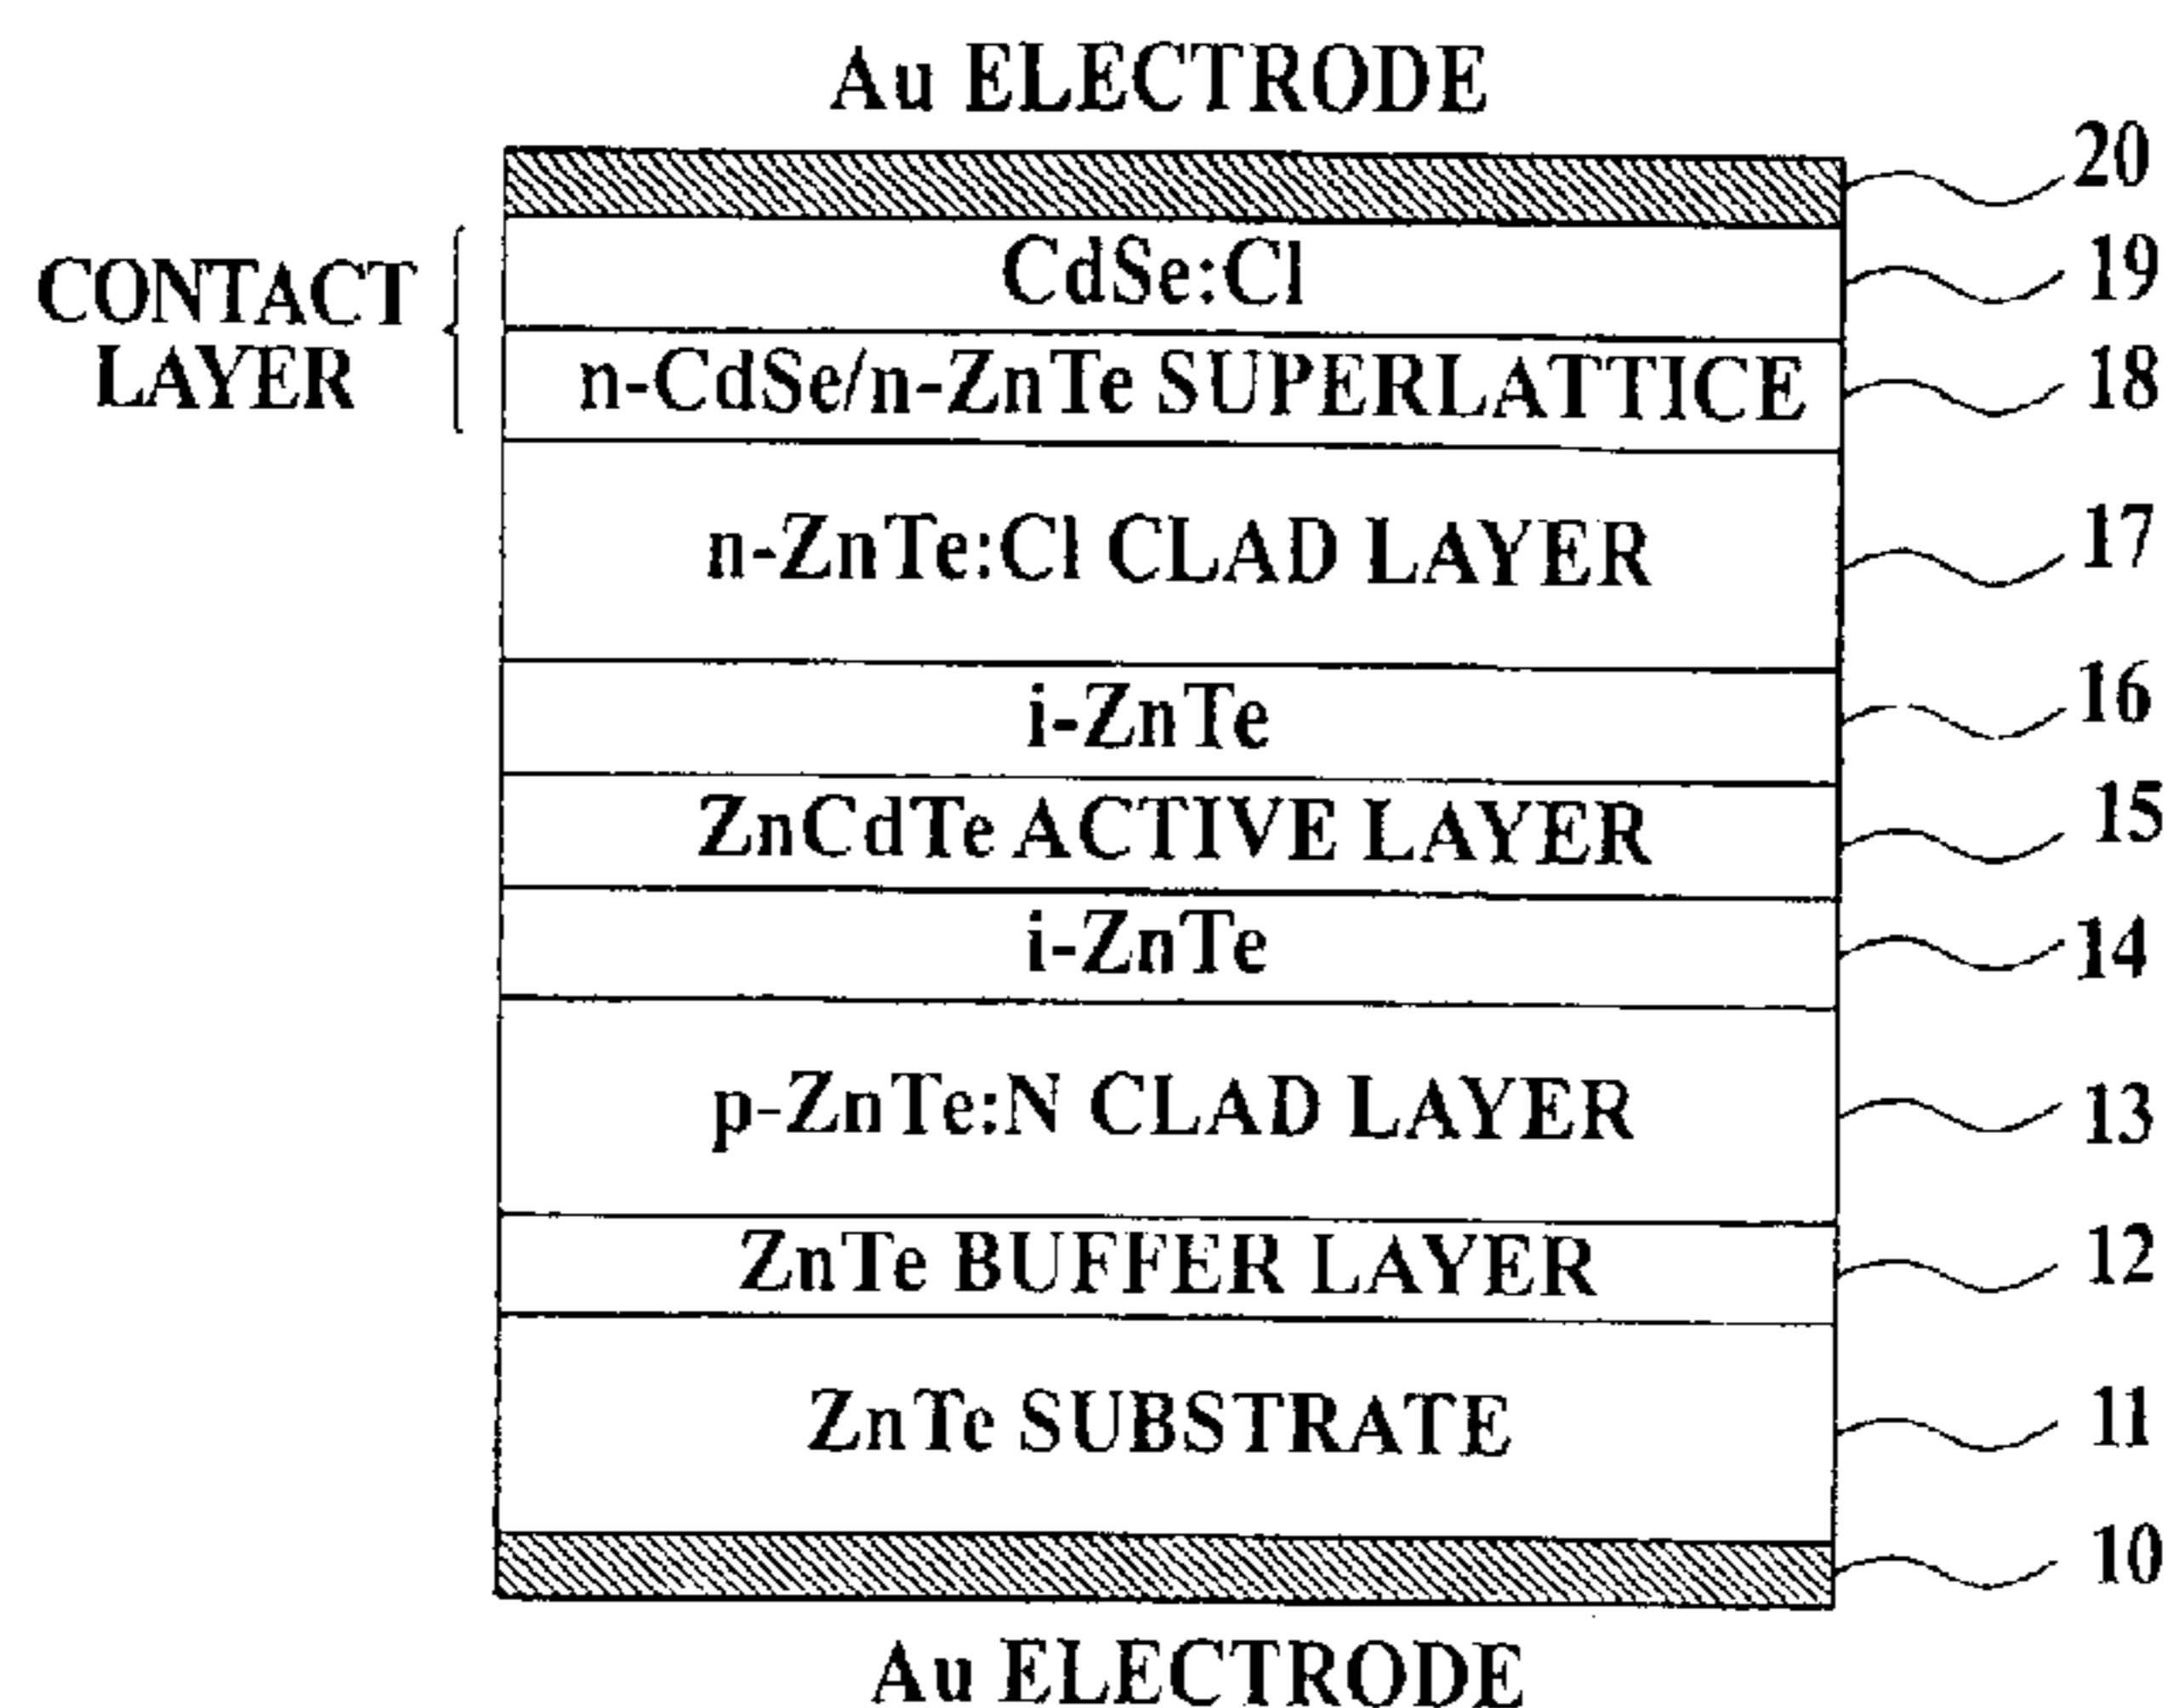 Au ELECTRODE
20
CdSe:Cl
19
CONTACT
LAYER
n-CdSe/n-ZnTe SUPERLATTICE
18
n-ZnTe:Cl CLAD LAYER
17
i-ZnTe
16
ZnCdTe ACTIVE LAYER
15
i-ZnTe
14
p-ZnTe:N CLAD LAYER
13
ZnTe BUFFER LAYER
12
ZnTe SUBSTRATE
11
10
Au ELECTRODE